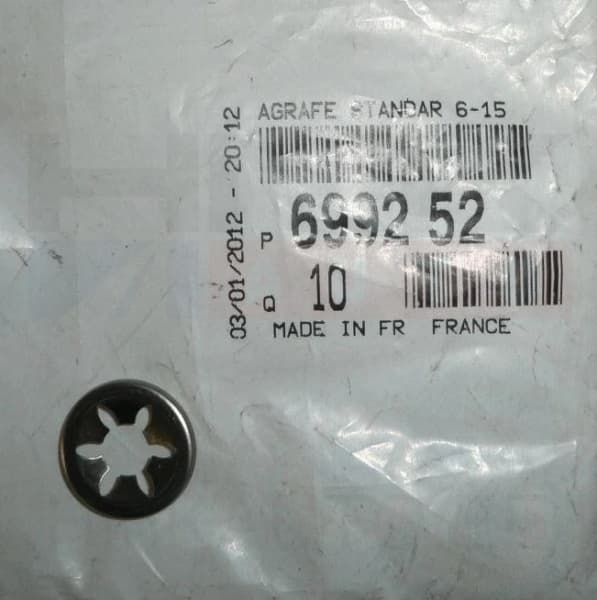 AGRAFE STANDAR 6-15
P 6992 52
Q 10
MADE IN FR FRANCE
03/01/2012 - 20:12